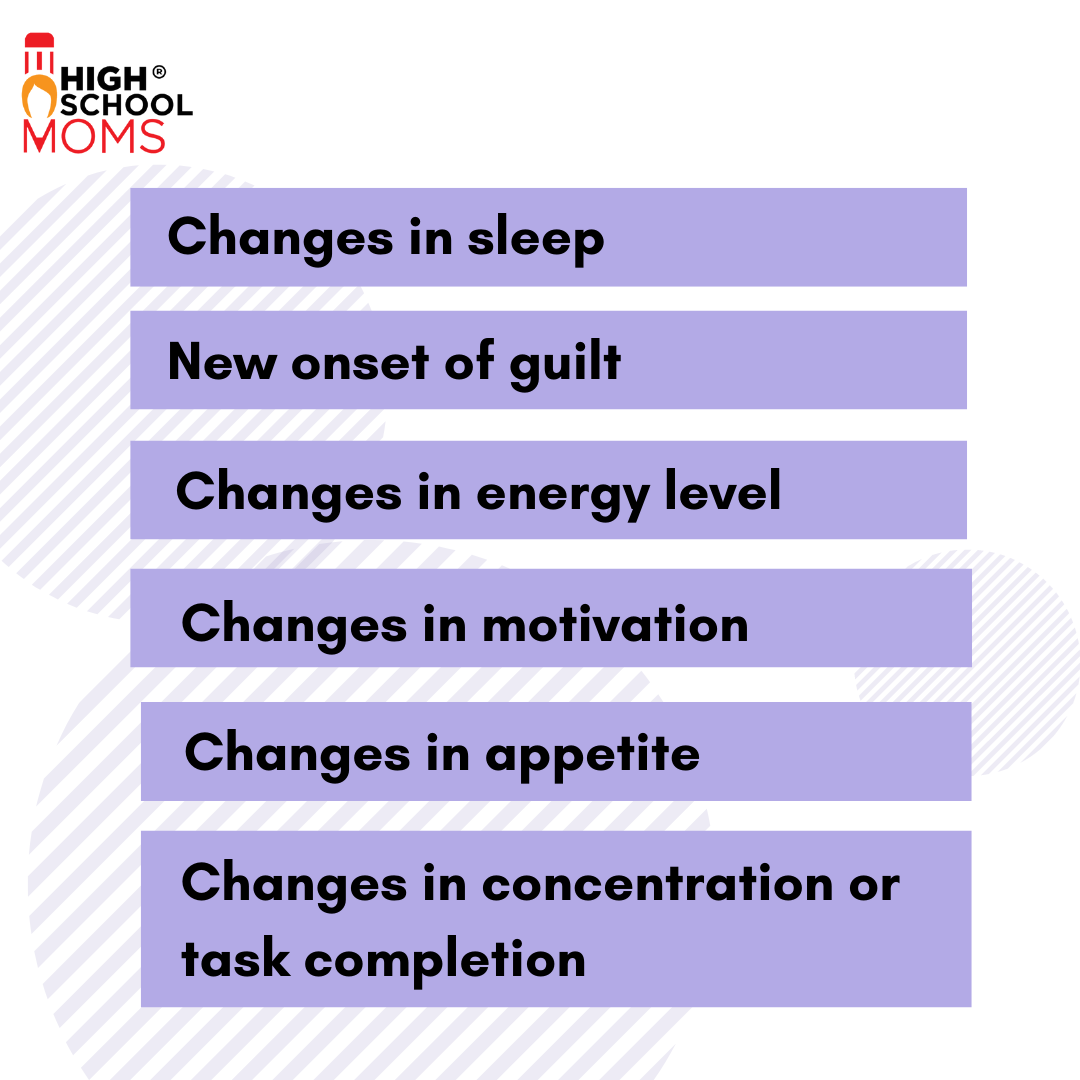 HIGH®
SCHOOL
MOMS
Changes in sleep
New onset of guilt
Changes in energy level
Changes in motivation
Changes in appetite
Changes in concentration or
task completion